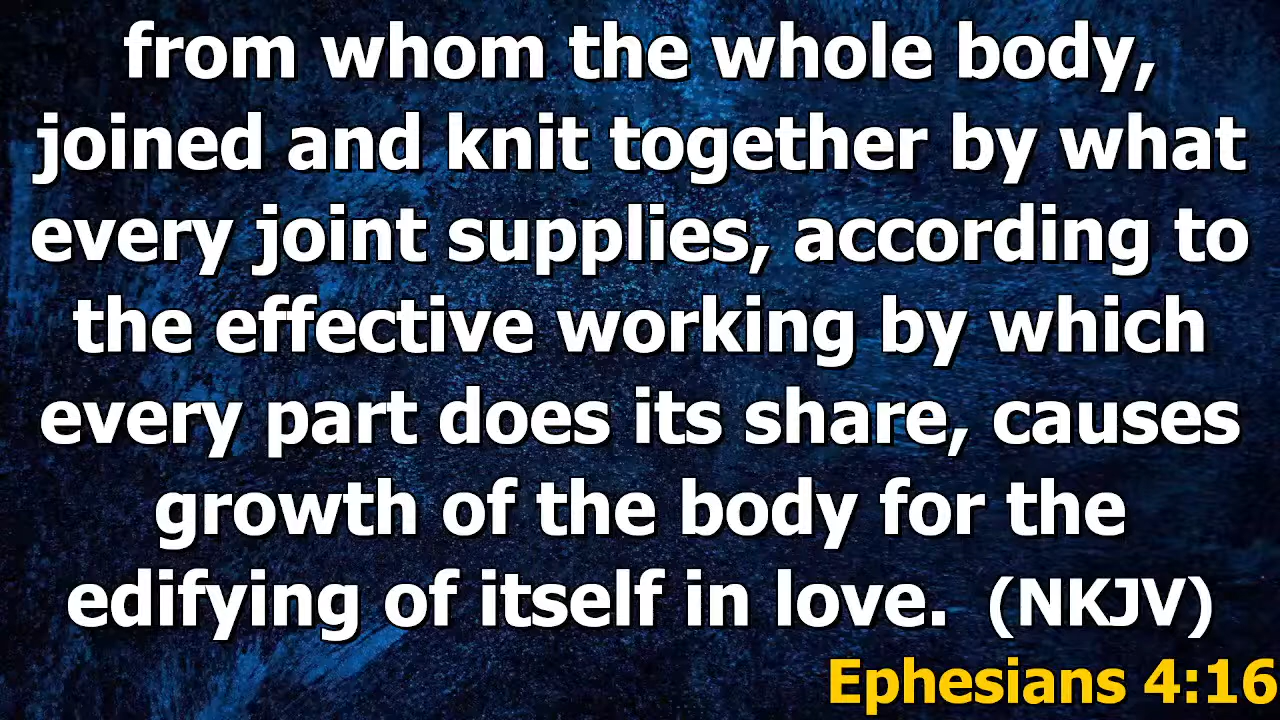 from whom the whole body,
joined and knit together by what
every joint supplies, according to
the effective working by which
every part does its share, causes
growth of the body for the
edifying of itself in love.  (NKJV)
Ephesians 4:16